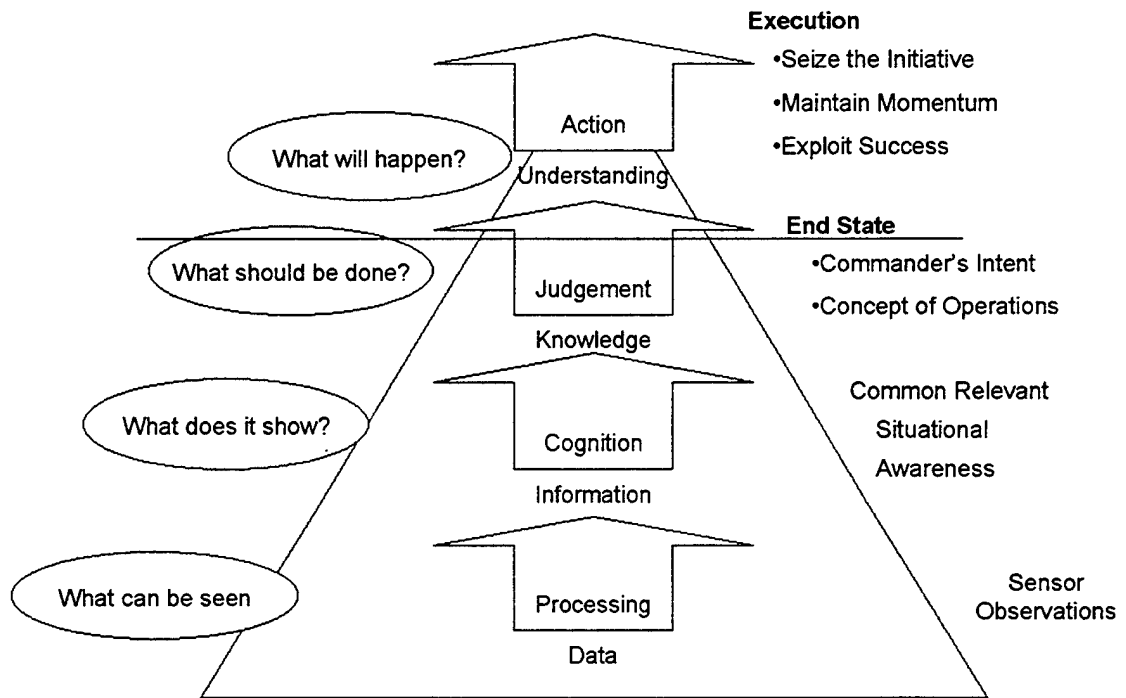 Execution
•Seize the Initiative
•Maintain Momentum
•Exploit Success
Action
What will happen?
Understanding
End State
•Commander's Intent
•Concept of Operations
What should be done?
Judgement
Knowledge
Common Relevant
Situational
Awareness
What does it show?
Cognition
Information
What can be seen
Processing
Sensor
Observations
Data